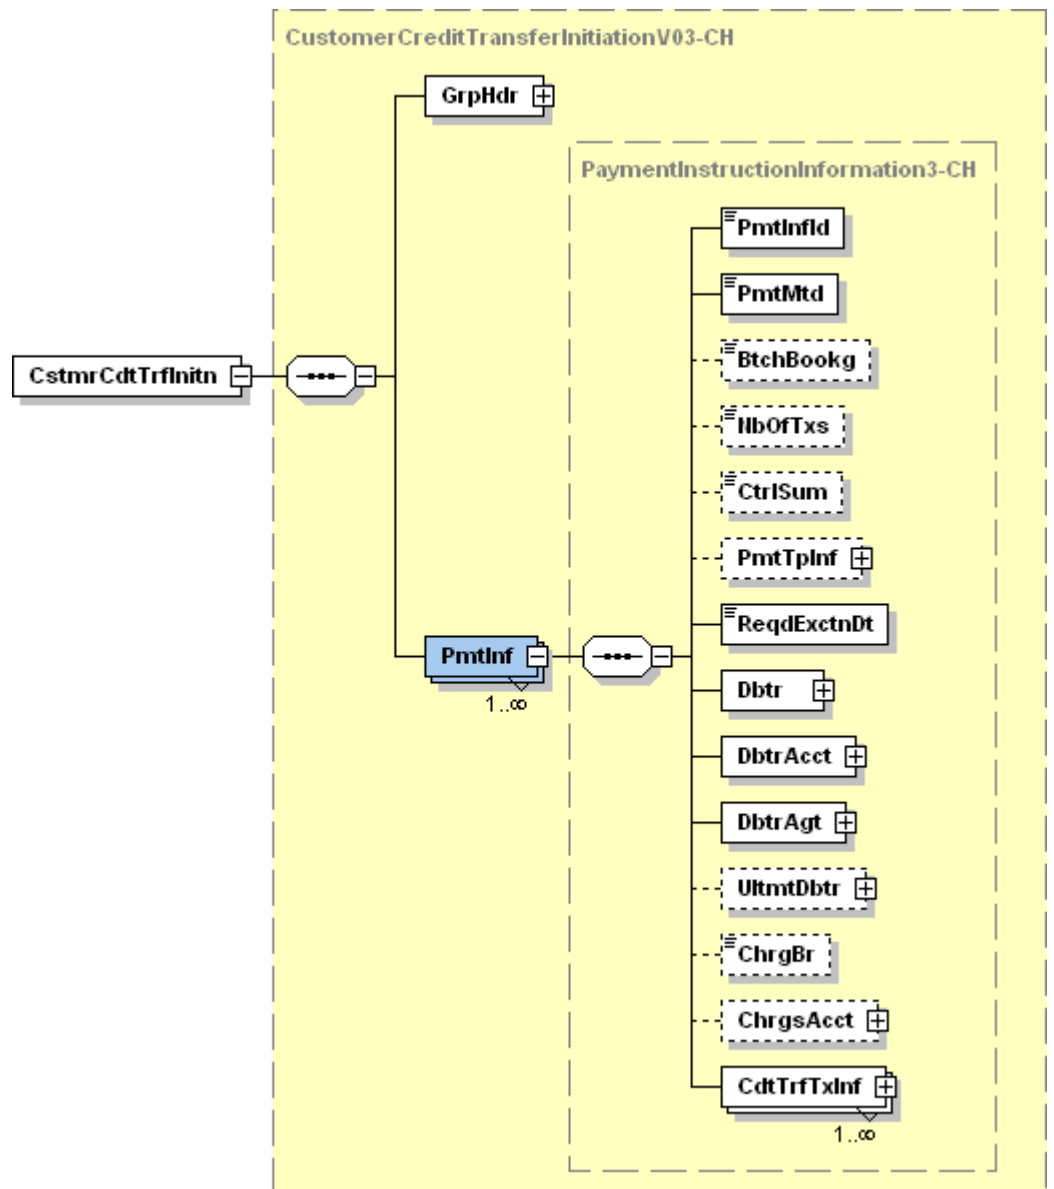 CustomerCreditTransferInitiationV03-CH
GrpHdr
PaymentInstructionInformation3-CH
PmtInfId
PmtMtd
BtchBookg
NbOfTxs
CstmrCdtTrfInitn
CtrlSum
PmtTpInf
ReqdExctnDt
PmtInf
1..∞
Dbtr
DbtrAcct
DbtrAgt
UltmtDbtr
ChrgBr
ChrgsAcct
CdtTrfTxInf
1..∞